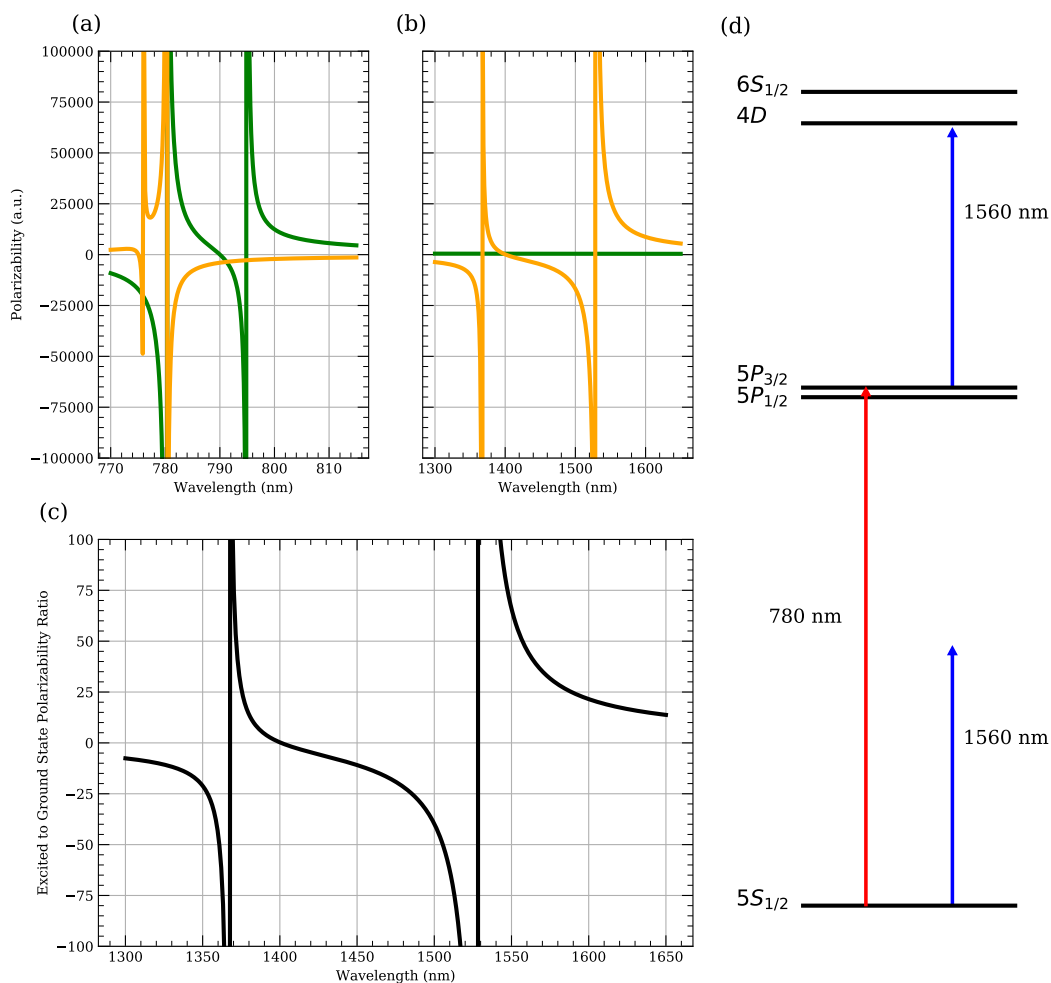 (a)
Polarizability (a.u.)
100000
75000
50000
25000
0
−25000
−50000
−75000
−100000
770 780 790 800 810
Wavelength (nm)
(b)
1300 1400 1500 1600
Wavelength (nm)
(c)
Excited to Ground State Polarizability Ratio
100
75
50
25
0
−25
−50
−75
−100
1300 1350 1400 1450 1500 1550 1600 1650
Wavelength (nm)
(d)
6S1/2
4D
1560 nm
5P3/2
5P1/2
780 nm
1560 nm
5S1/2